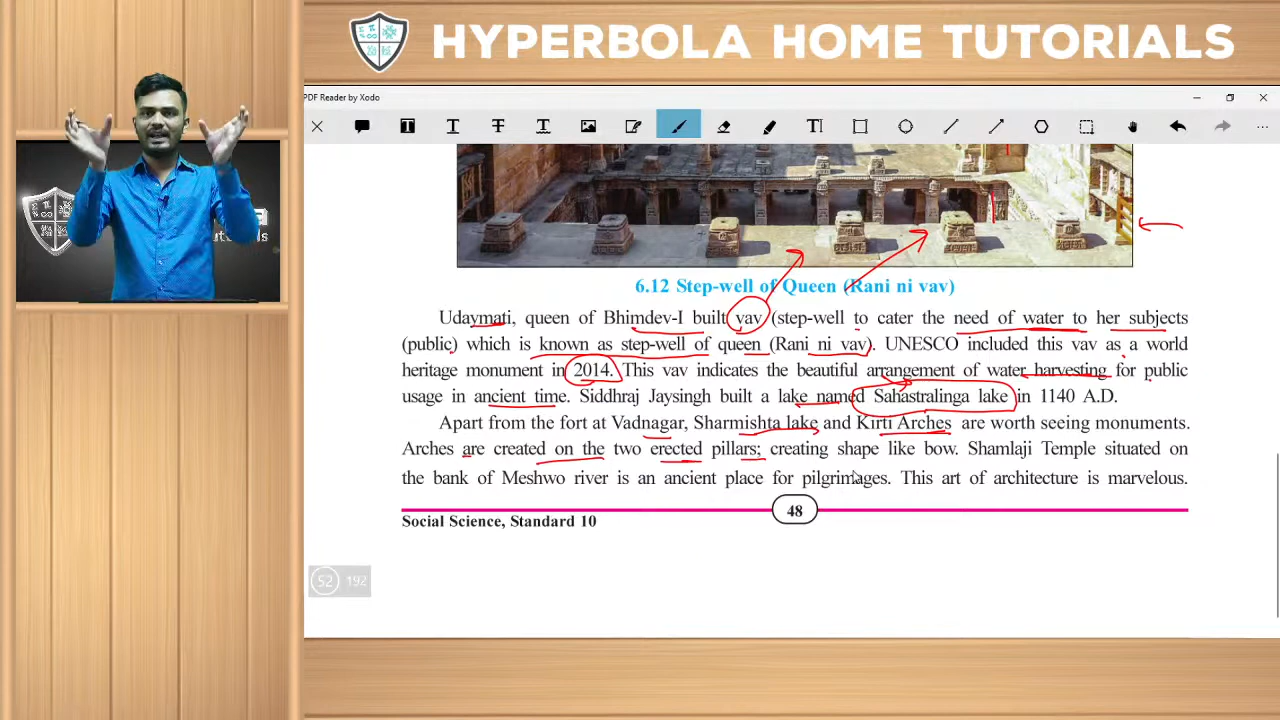 HYPERBOLA HOME TUTORIALS
PDF Reader by Xodo
6.12 Step-well of Queen (Rani ni vav)
Udaymati, queen of Bhimdev-I built vav (step-well to cater the need of water to her subjects
(public) which is known as step-well of queen (Rani ni vav). UNESCO included this vav as a world
heritage monument in 2014. This vav indicates the beautiful arrangement of water harvesting for public
usage in ancient time. Siddhraj Jaysingh built a lake named Sahastralinga lake in 1140 A.D.
Apart from the fort at Vadnagar, Sharmishta lake and Kirti Arches are worth seeing monuments.
Arches are created on the two erected pillars; creating shape like bow. Shamlaji Temple situated on
the bank of Meshwo river is an ancient place for pilgrimages. This art of architecture is marvelous.
48
Social Science, Standard 10
52 192